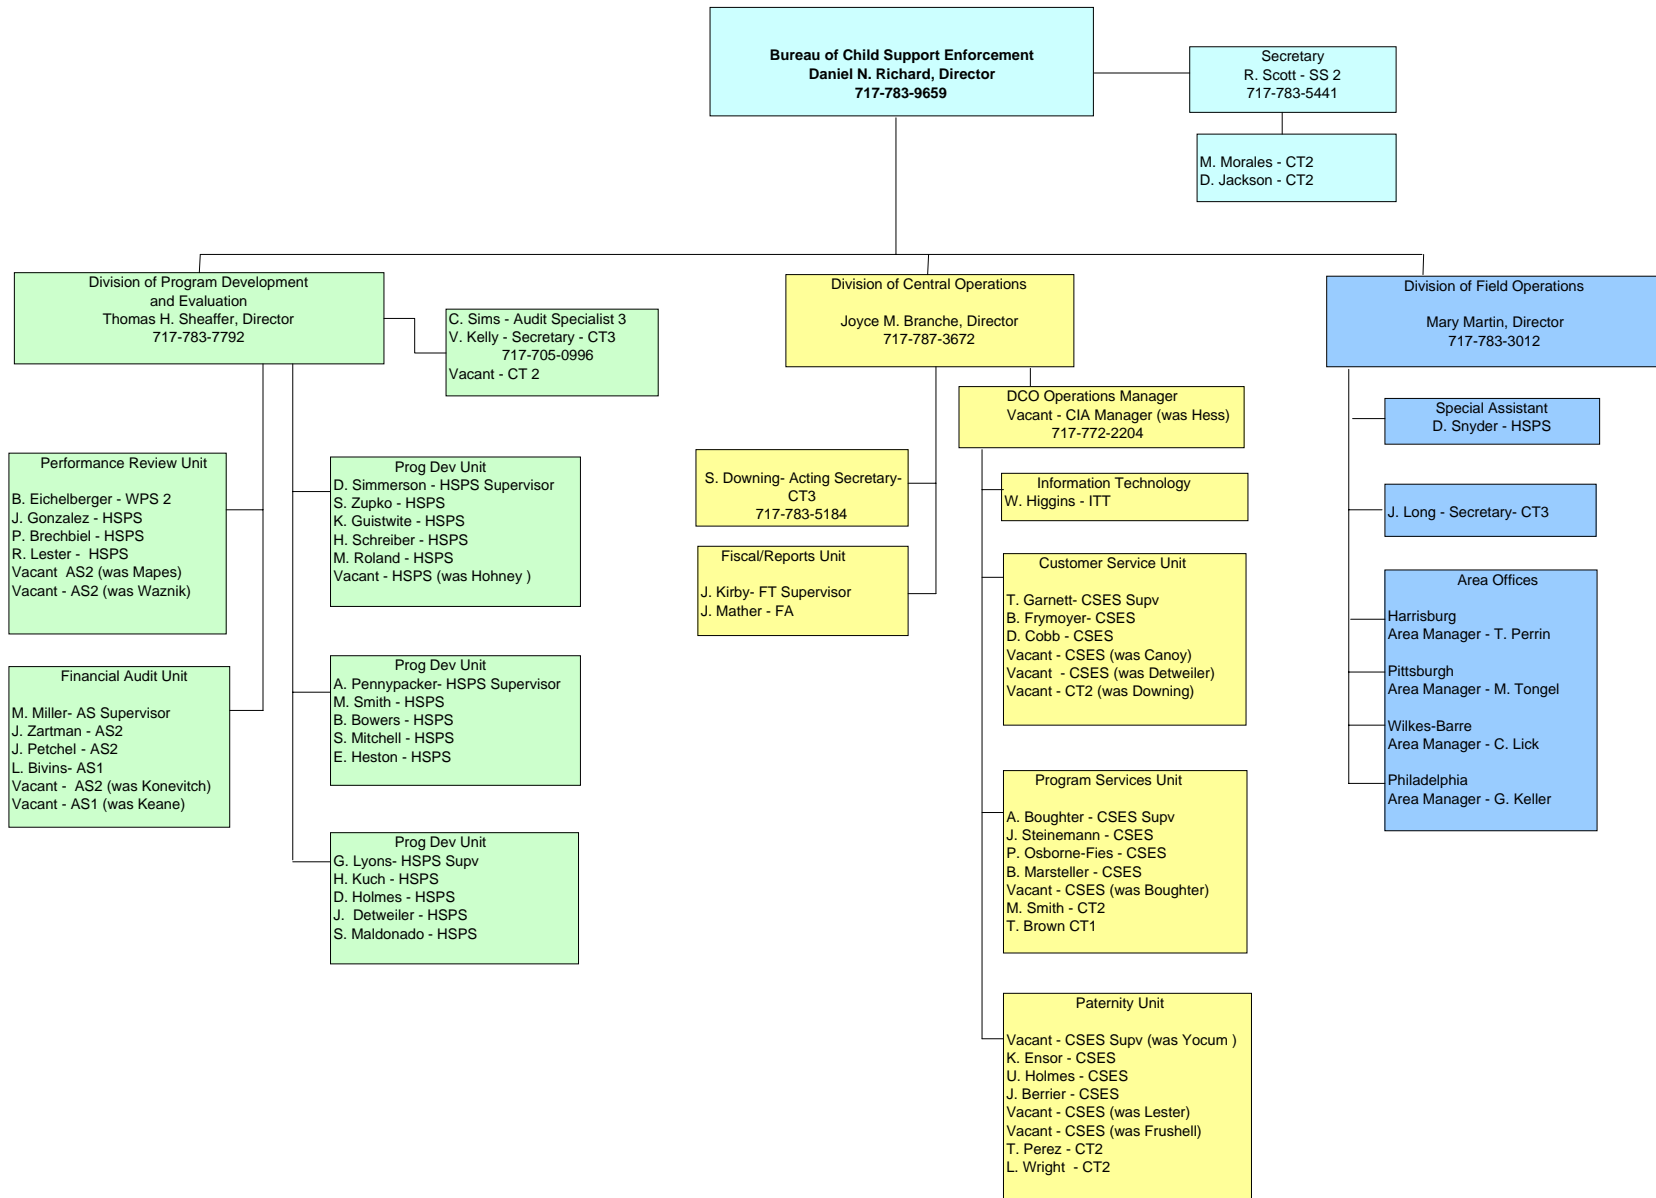 Bureau of Child Support Enforcement
Daniel N. Richard, Director
717-783-9659
Secretary
R. Scott - SS 2
717-783-5441
M. Morales - CT2
D. Jackson - CT2
Division of Program Development
and Evaluation
Thomas H. Sheaffer, Director
717-783-7792
C. Sims - Audit Specialist 3
V. Kelly - Secretary - CT3
717-705-0996
Vacant - CT 2
Performance Review Unit
B. Eichelberger - WPS 2
J. Gonzalez - HSPS
P. Brechbiel - HSPS
R. Lester - HSPS
Vacant AS2 (was Mapes)
Vacant - AS2 (was Waznik)
Financial Audit Unit
M. Miller- AS Supervisor
J. Zartman - AS2
J. Petchel - AS2
L. Bivins- AS1
Vacant - AS2 (was Konevitch)
Vacant - AS1 (was Keane)
Prog Dev Unit
D. Simmerson - HSPS Supervisor
S. Zupko - HSPS
K. Guistwite - HSPS
H. Schreiber - HSPS
M. Roland - HSPS
Vacant - HSPS (was Hohney )
Prog Dev Unit
A. Pennypacker- HSPS Supervisor
M. Smith - HSPS
B. Bowers - HSPS
S. Mitchell - HSPS
E. Heston - HSPS
Prog Dev Unit
G. Lyons- HSPS Supv
H. Kuch - HSPS
D. Holmes - HSPS
J. Detweiler - HSPS
S. Maldonado - HSPS
Division of Central Operations
Joyce M. Branche, Director
717-787-3672
DCO Operations Manager
Vacant - CIA Manager (was Hess)
717-772-2204
S. Downing- Acting Secretary-
CT3
717-783-5184
Fiscal/Reports Unit
J. Kirby- FT Supervisor
J. Mather - FA
Information Technology
W. Higgins - ITT
Customer Service Unit
T. Garnett- CSES Supv
B. Frymoyer- CSES
D. Cobb - CSES
Vacant - CSES (was Canoy)
Vacant - CSES (was Detweiler)
Vacant - CT2 (was Downing)
Program Services Unit
A. Boughter - CSES Supv
J. Steinemann - CSES
P. Osborne-Fies - CSES
B. Marsteller - CSES
Vacant - CSES (was Boughter)
M. Smith - CT2
T. Brown CT1
Paternity Unit
Vacant - CSES Supv (was Yocum )
K. Ensor - CSES
U. Holmes - CSES
J. Berrier - CSES
Vacant - CSES (was Lester)
Vacant - CSES (was Frushell)
T. Perez - CT2
L. Wright - CT2
Division of Field Operations
Mary Martin, Director
717-783-3012
Special Assistant
D. Snyder - HSPS
J. Long - Secretary- CT3
Area Offices
Harrisburg
Area Manager - T. Perrin
Pittsburgh
Area Manager - M. Tongel
Wilkes-Barre
Area Manager - C. Lick
Philadelphia
Area Manager - G. Keller